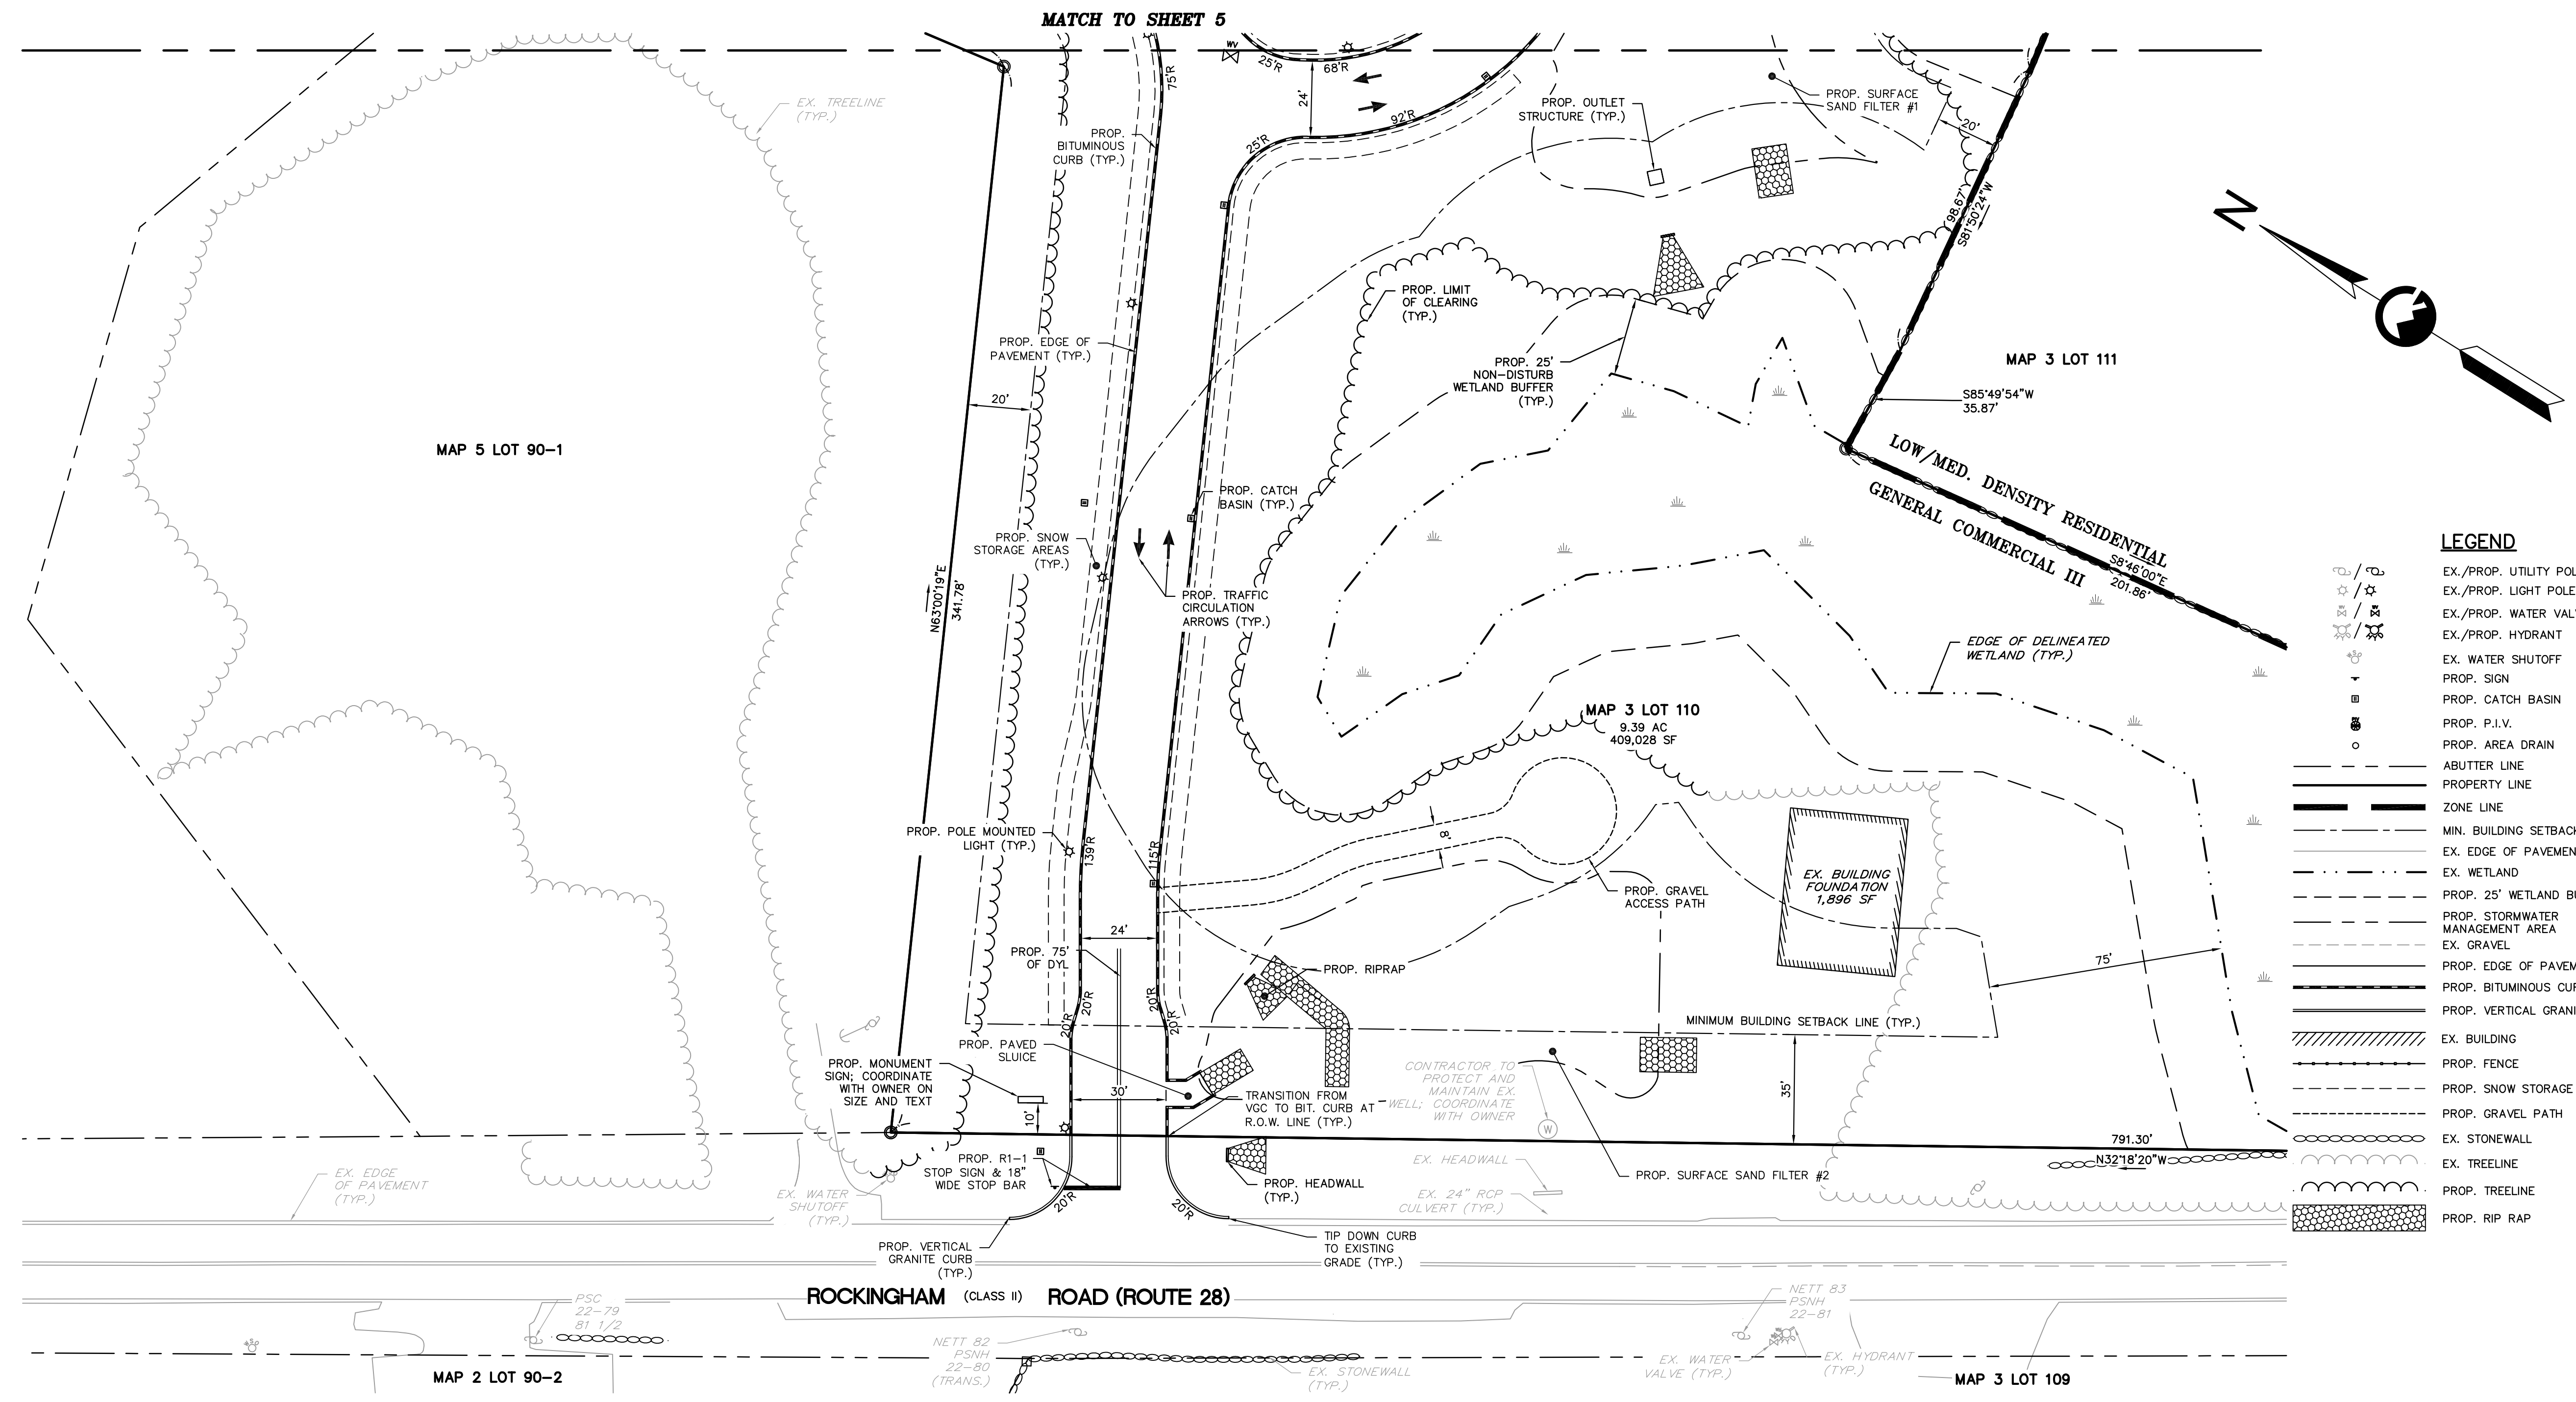 MATCH TO SHEET 5
EX. TREELINE
(TYP.)
PROP.
BITUMINOUS
CURB (TYP.)
75'R
WV
25'R
68'R
24'
92'R
25'R
PROP. OUTLET
STRUCTURE (TYP.)
PROP. SURFACE
SAND FILTER #1
20'
98.67'
S81°50'24"W
N
PROP. LIMIT
OF CLEARING
(TYP.)
PROP. EDGE OF
PAVEMENT (TYP.)
PROP. 25'
NON-DISTURB
WETLAND BUFFER
(TYP.)
MAP 3 LOT 111
S85°49'54"W
35.87'
20'
MAP 5 LOT 90-1
LOW/MED. DENSITY RESIDENTIAL
GENERAL COMMERCIAL III
S8°46'00"E
201.86'
PROP. CATCH
BASIN (TYP.)
PROP. SNOW
STORAGE AREAS
(TYP.)
PROP. TRAFFIC
CIRCULATION
ARROWS (TYP.)
N63°00'19"E
341.78'
EDGE OF DELINEATED
WETLAND (TYP.)
MAP 3 LOT 110
9.39 AC
409,028 SF
PROP. POLE MOUNTED
LIGHT (TYP.)
139'R
115'R
8'
PROP. GRAVEL
ACCESS PATH
EX. BUILDING
FOUNDATION
1,896 SF
24'
PROP. 75'
OF DYL
PROP. RIPRAP
75'
20'R
20'R
20'R
20'R
MINIMUM BUILDING SETBACK LINE (TYP.)
PROP. PAVED
SLUICE
PROP. MONUMENT
SIGN; COORDINATE
WITH OWNER ON
SIZE AND TEXT
10'
30'
TRANSITION FROM
VGC TO BIT. CURB AT
R.O.W. LINE (TYP.)
CONTRACTOR TO
PROTECT AND
MAINTAIN EX.
WELL; COORDINATE
WITH OWNER
W
35'
791.30'
N32°18'20"W
EX. EDGE
OF PAVEMENT
(TYP.)
EX. WATER
SHUTOFF
(TYP.)
PROP. R1-1
STOP SIGN & 18"
WIDE STOP BAR
20'R
20'R
PROP. HEADWALL
(TYP.)
EX. HEADWALL
EX. 24" RCP
CULVERT (TYP.)
PROP. SURFACE SAND FILTER #2
PROP. VERTICAL
GRANITE CURB
(TYP.)
TIP DOWN CURB
TO EXISTING
GRADE (TYP.)
ROCKINGHAM (CLASS II) ROAD (ROUTE 28)
PSC
22-79
81 1/2
NETT 82
PSNH
22-80
(TRANS.)
EX. STONEWALL
(TYP.)
NETT 83
PSNH
22-81
EX. WATER
VALVE (TYP.)
EX. HYDRANT
(TYP.)
MAP 2 LOT 90-2
MAP 3 LOT 109
LEGEND
EX./PROP. UTILITY POL
EX./PROP. LIGHT POLE
EX./PROP. WATER VAL
EX./PROP. HYDRANT
EX. WATER SHUTOFF
PROP. SIGN
PROP. CATCH BASIN
PROP. P.I.V.
PROP. AREA DRAIN
ABUTTER LINE
PROPERTY LINE
ZONE LINE
MIN. BUILDING SETBACK
EX. EDGE OF PAVEMEN
EX. WETLAND
PROP. 25' WETLAND BU
PROP. STORMWATER
MANAGEMENT AREA
EX. GRAVEL
PROP. EDGE OF PAVEM
PROP. BITUMINOUS CUR
PROP. VERTICAL GRANI
EX. BUILDING
PROP. FENCE
PROP. SNOW STORAGE
PROP. GRAVEL PATH
EX. STONEWALL
EX. TREELINE
PROP. TREELINE
PROP. RIP RAP